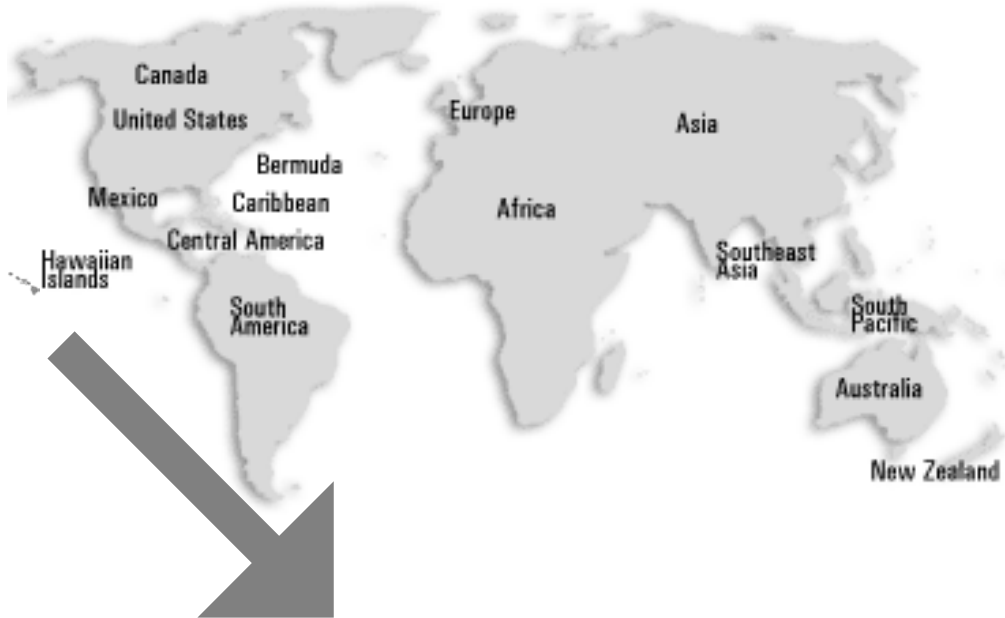 Canada
United States
Europe
Asia
Bermuda
Mexico
Caribbean
Africa
Central America
Hawaiian
Islands
Southeast
Asia
South
America
South
Pacific
Australia
New Zealand